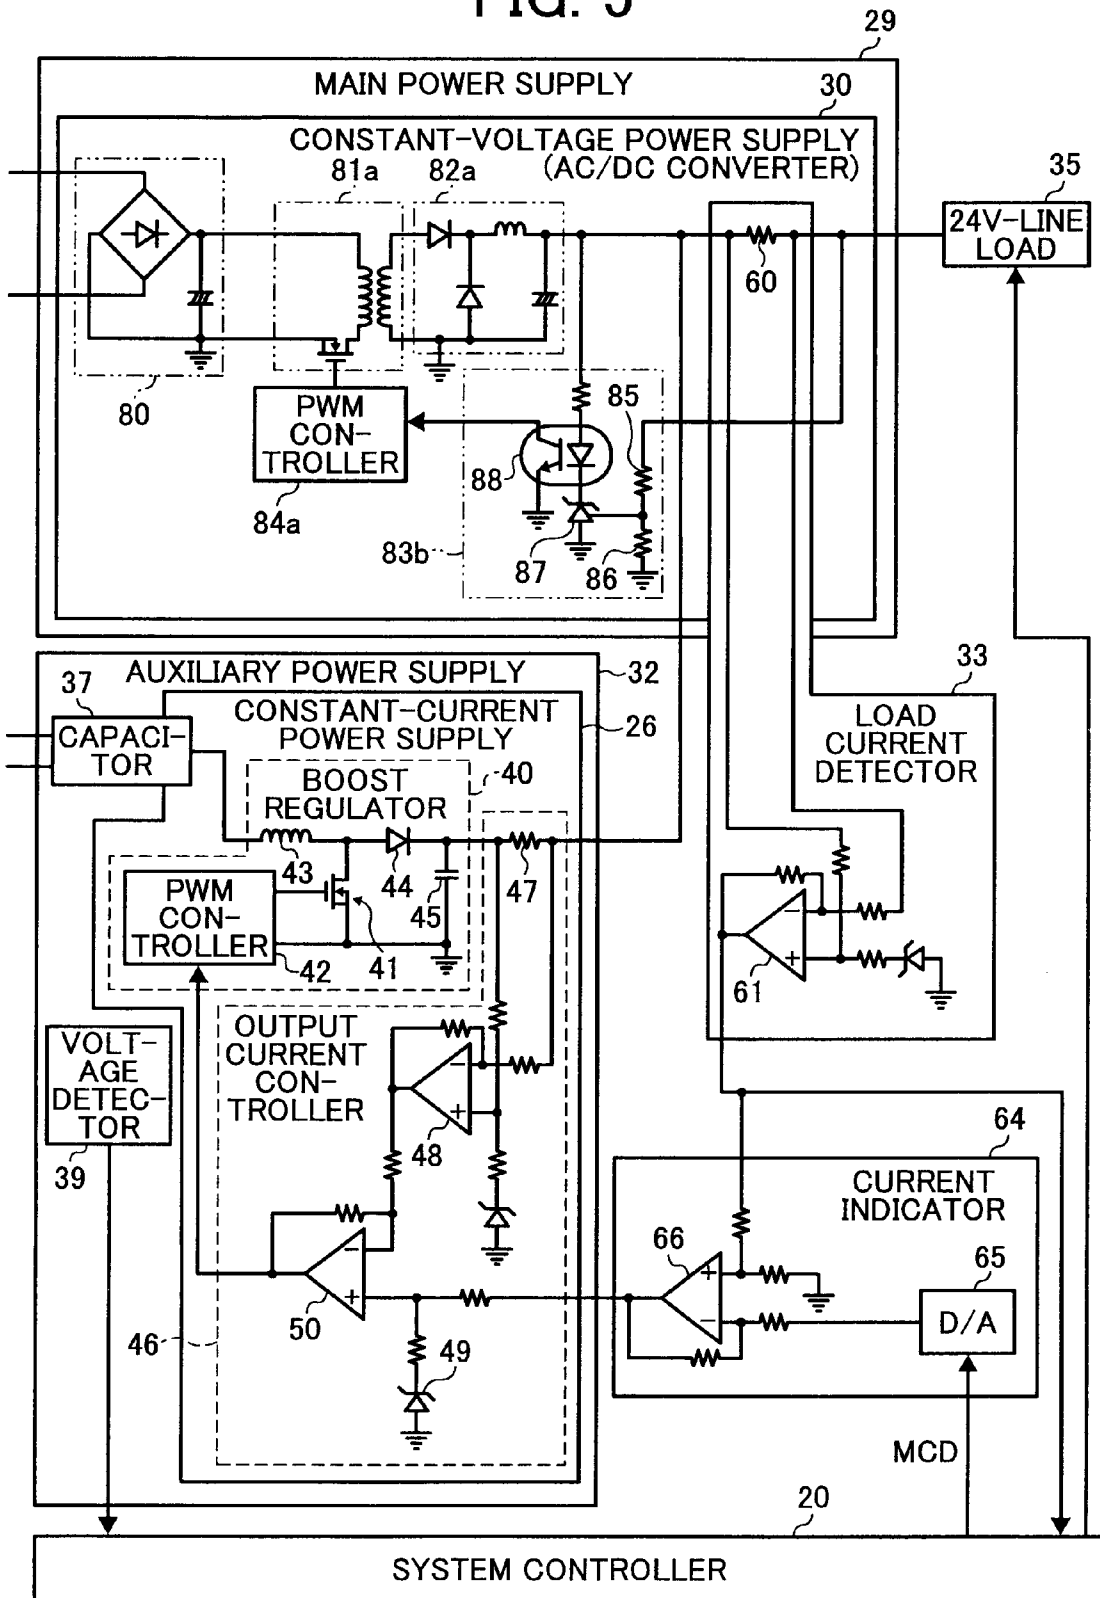 FIG. 5
29
MAIN POWER SUPPLY
30
CONSTANT-VOLTAGE POWER SUPPLY
(AC/DC CONVERTER)
81a
82a
35
24V-LINE
LOAD
60
80
PWM
CON-
TROLLER
84a
85
88
83b
87
86
AUXILIARY POWER SUPPLY
32
33
37
CAPACI-
TOR
CONSTANT-CURRENT
POWER SUPPLY
26
LOAD
CURRENT
DETECTOR
BOOST
REGULATOR
40
43
44
45
47
PWM
CON-
TROLLER
42
41
-
+
61
OUTPUT
CURRENT
CON-
TROLLER
-
+
48
VOLT-
AGE
DETEC-
TOR
39
64
CURRENT
INDICATOR
66
+
-
65
D/A
-
+
50
46
49
MCD
20
SYSTEM CONTROLLER